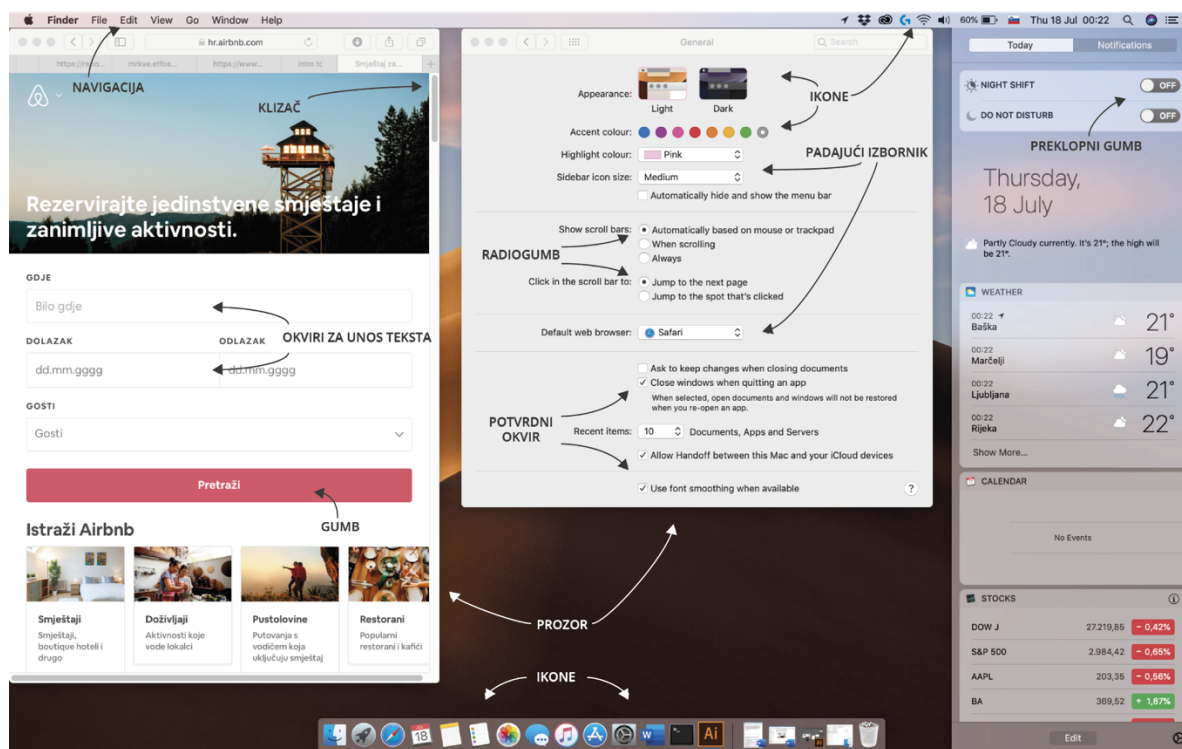 Finder File Edit View Go Window Help
60% Thu 18 Jul 00:22
hr.airbnb.com
mrkve.etfos...
https://www...
Smještaj za...
NAVIGACIJA
KLIZAČ
Rezervirajte jedinstvene smještaje i
zanimljive aktivnosti.
GDJE
Bilo gdje
OKVIRI ZA UNOS TEKSTA
DOLAZAK ODLAZAK
dd.mm.gggg dd.mm.gggg
GOSTI
Gosti
Pretraži
GUMB
Istraži Airbnb
Smještaji
Smještaji,
boutique hoteli i
drugo
Doživljaji
Aktivnosti koje
vode lokalci
Pustolovine
Putovanja s
vodičem koja
uključuju smještaj
Restorani
Popularni
restorani i kafići
General
Search
Appearance:
Light Dark
IKONE
Accent colour:
Highlight colour: Pink
PADAJUĆI IZBORNIK
Sidebar icon size: Medium
Automatically hide and show the menu bar
Show scroll bars: Automatically based on mouse or trackpad
When scrolling
Always
RADIOGUMB
Click in the scroll bar to: Jump to the next page
Jump to the spot that's clicked
Default web browser: Safari
Ask to keep changes when closing documents
Close windows when quitting an app
When selected, open documents and windows will not be restored
when you re-open an app.
POTVRDNI
OKVIR
Recent items: 10 Documents, Apps and Servers
Allow Handoff between this Mac and your iCloud devices
Use font smoothing when available
?
PROZOR
IKONE
18
Ai
Today Notifications
NIGHT SHIFT OFF
DO NOT DISTURB OFF
PREKLOPNI GUMB
Thursday,
18 July
Partly Cloudy currently. It's 21°; the high will
be 21°.
WEATHER
00:22
Baška 21°
00:22
Marčelji 19°
00:22
Ljubljana 21°
00:22
Rijeka 22°
Show More...
CALENDAR
No Events
STOCKS
DOW J 27.219,85 − 0,42%
S&P 500 2.984,42 − 0,65%
AAPL 203,35 − 0,56%
BA 369,52 + 1,87%
Edit